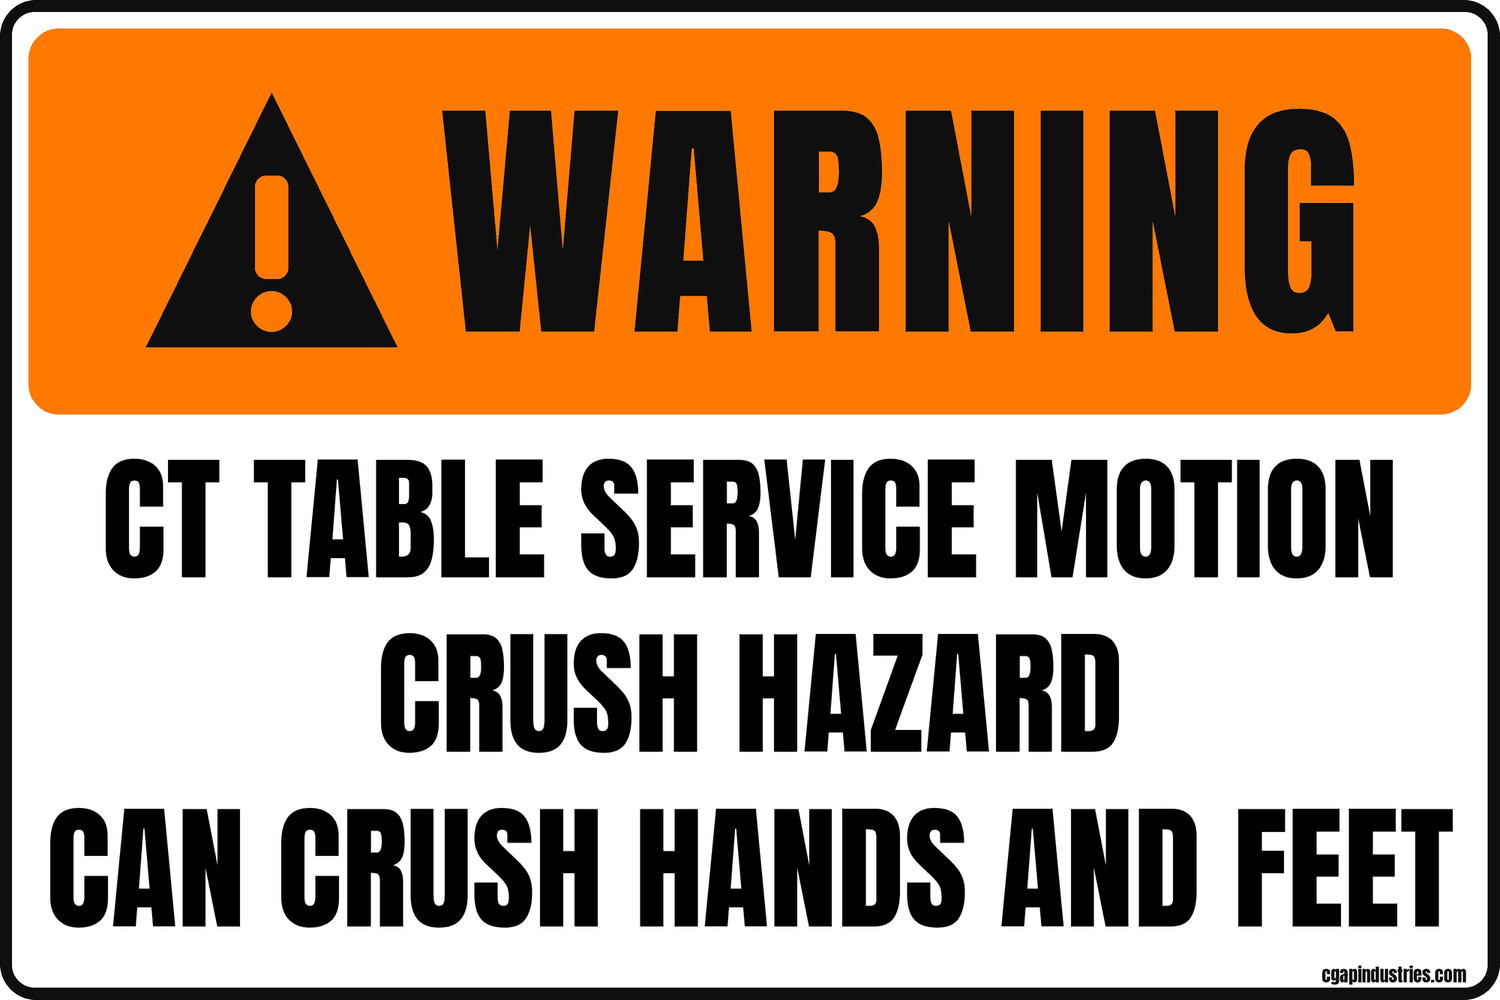 WARNING
CT TABLE SERVICE MOTION
CRUSH HAZARD
CAN CRUSH HANDS AND FEET
cgapindustries.com